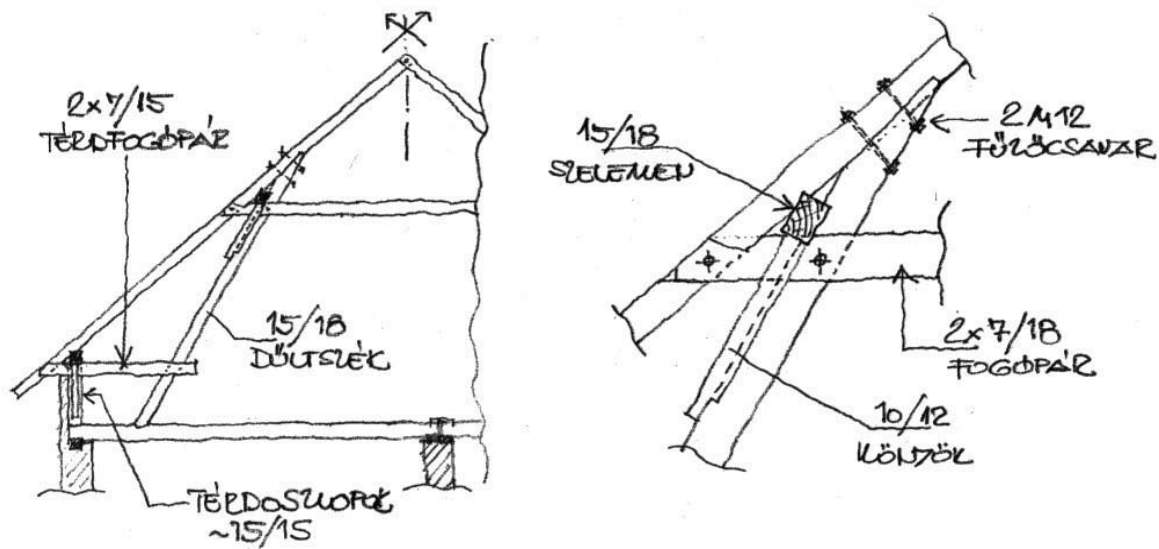 2x7/15
TÉRDFOGÓPÁR
15/18
DŰLTSZÉK
TÉRDOSZLOPOK
~15/15
15/18
SZELEMEN
2M12
FŰZŐCSAVAR
2x7/18
FOGÓPÁR
10/12
KÖNYÖK